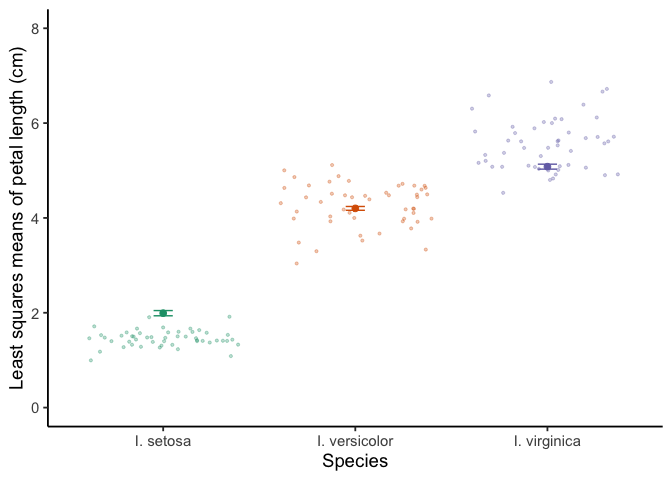 Least squares means of petal length (cm)
8
6
4
2
0
I. setosa
I. versicolor
I. virginica
Species